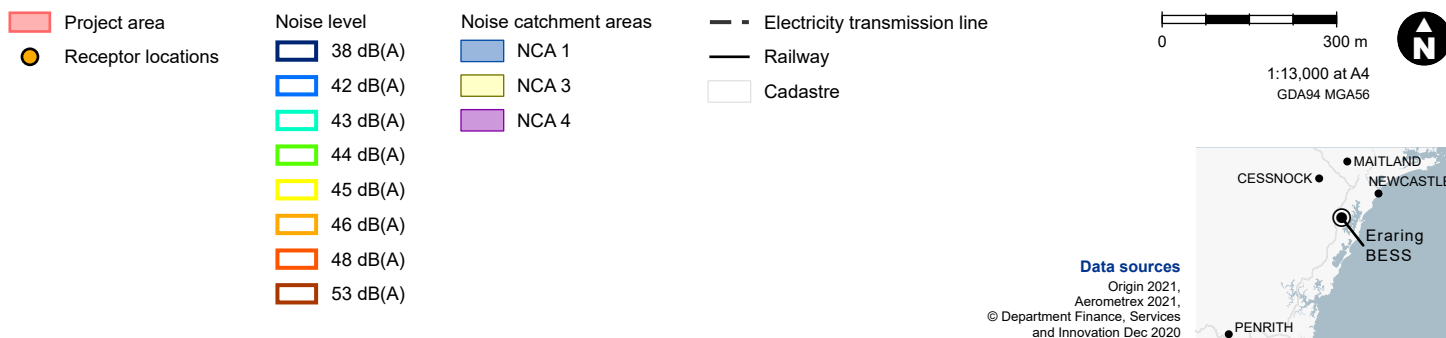 Project area
Receptor locations
Noise level
38 dB(A)
42 dB(A)
43 dB(A)
44 dB(A)
45 dB(A)
46 dB(A)
48 dB(A)
53 dB(A)
Noise catchment areas
NCA 1
NCA 3
NCA 4
Electricity transmission line
Railway
Cadastre
0 300 m
1:13,000 at A4
GDA94 MGA56
N
MAITLAND
CESSNOCK
NEWCASTLE
Eraring
BESS
PENRITH
Data sources
Origin 2021,
Aerometrex 2021,
© Department Finance, Services
and Innovation Dec 2020